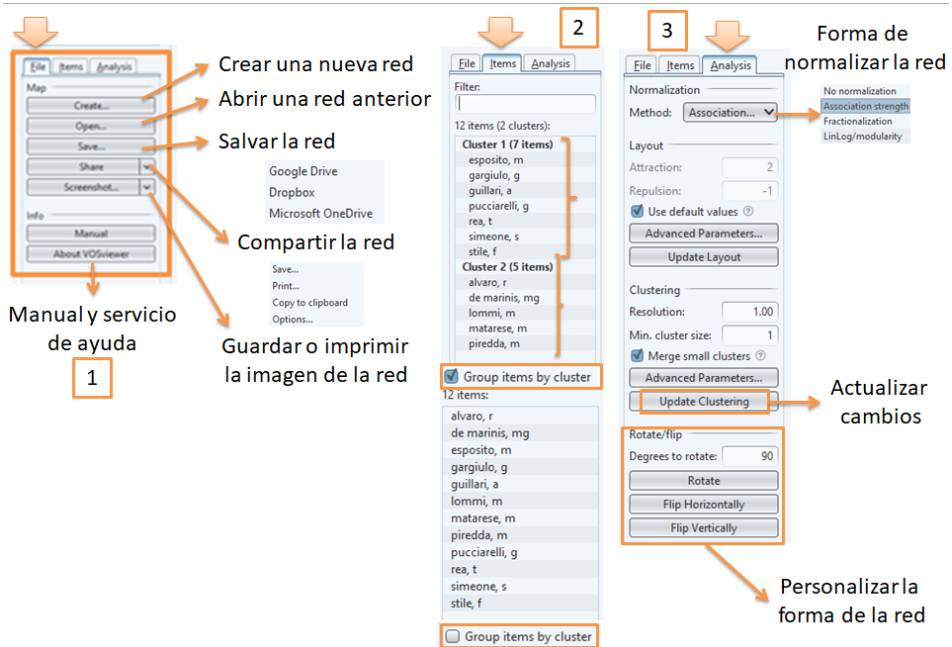 File Items Analysis
Map
Create...
Open...
Save...
Share
Screenshot...
Info
Manual
About VOSviewer
Crear una nueva red
Abrir una red anterior
Salvar la red
Google Drive
Dropbox
Microsoft OneDrive
Compartir la red
Save...
Print...
Copy to clipboard
Options...
Guardar o imprimir
la imagen de la red
Manual y servicio
de ayuda
1
2
File Items Analysis
Filter:
12 items (2 clusters):
Cluster 1 (7 items)
esposito, m
gargiulo, g
guillari, a
pucciarelli, g
rea, t
simeone, s
stile, f
Cluster 2 (5 items)
alvaro, r
de marinis, mg
lommi, m
matarese, m
piredda, m
Group items by cluster
12 items:
alvaro, r
de marinis, mg
esposito, m
gargiulo, g
guillari, a
lommi, m
matarese, m
piredda, m
pucciarelli, g
rea, t
simeone, s
stile, f
Group items by cluster
3
File Items Analysis
Normalization
Method: Association...
Layout
Attraction: 2
Repulsion: -1
Use default values ?
Advanced Parameters...
Update Layout
Clustering
Resolution: 1.00
Min. cluster size: 1
Merge small clusters ?
Advanced Parameters...
Update Clustering
Rotate/flip
Degrees to rotate: 90
Rotate
Flip Horizontally
Flip Vertically
Forma de
normalizar la red
No normalization
Association strength
Fractionalization
LinLog/modularity
Actualizar
cambios
Personalizar la
forma de la red